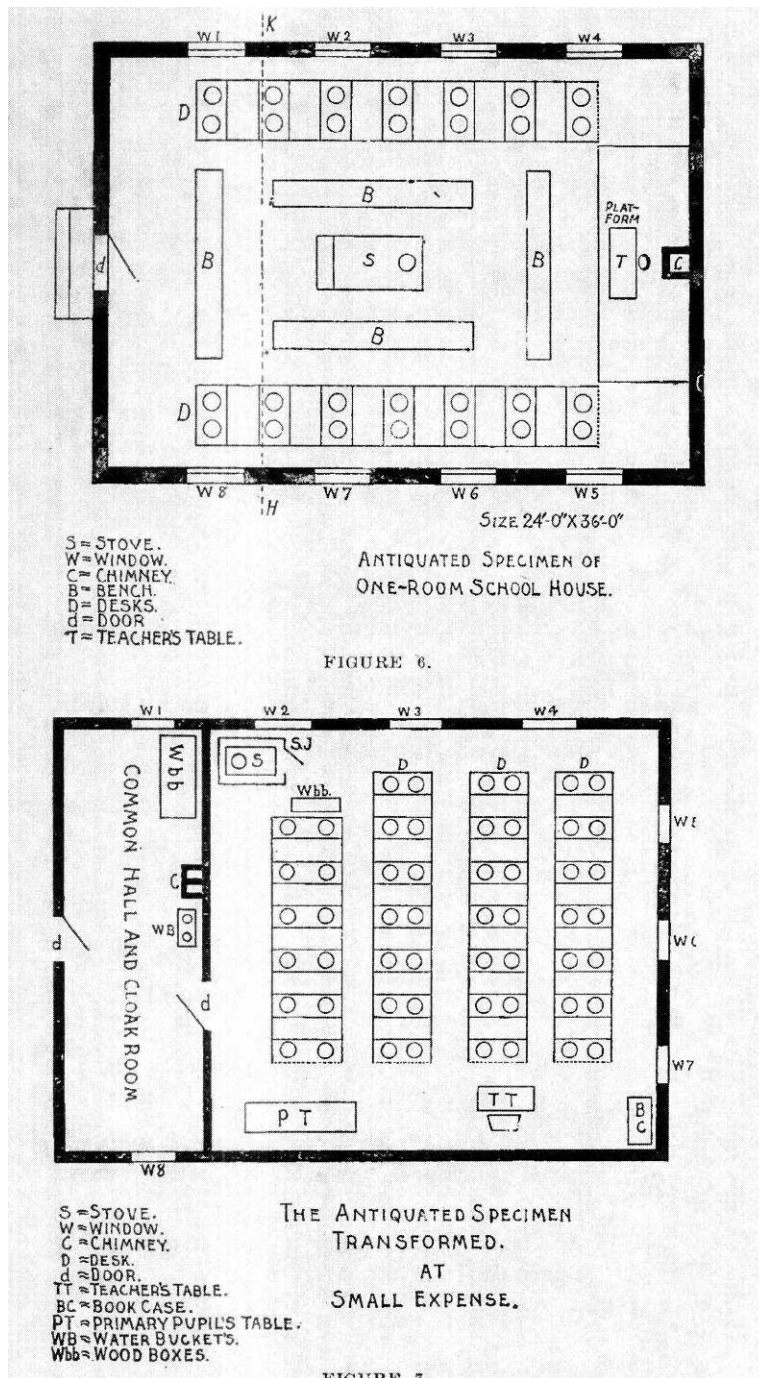 K
W1 W2 W3 W4
D
B
PLAT-
FORM
d B S B T C
B
D
W8 W7 W6 W5
H
SIZE 24'-0"X 36'-0"
S = STOVE.
W = WINDOW.
C = CHIMNEY.
B = BENCH.
D = DESKS.
d = DOOR
T = TEACHER'S TABLE.
ANTIQUATED SPECIMEN OF
ONE-ROOM SCHOOL HOUSE.
FIGURE 6.
W1 W2 W3 W4
Wbb
S
SJ
D D D
Wbb.
COMMON HALL AND CLOAK ROOM
C
WB
d
d
W7
PT
TT
BC
W8
S = STOVE.
W = WINDOW.
C = CHIMNEY.
D = DESK.
d = DOOR.
TT = TEACHER'S TABLE.
BC = BOOK CASE.
PT = PRIMARY PUPIL'S TABLE.
WB = WATER BUCKETS.
Wbb = WOOD BOXES.
THE ANTIQUATED SPECIMEN
TRANSFORMED.
AT
SMALL EXPENSE.